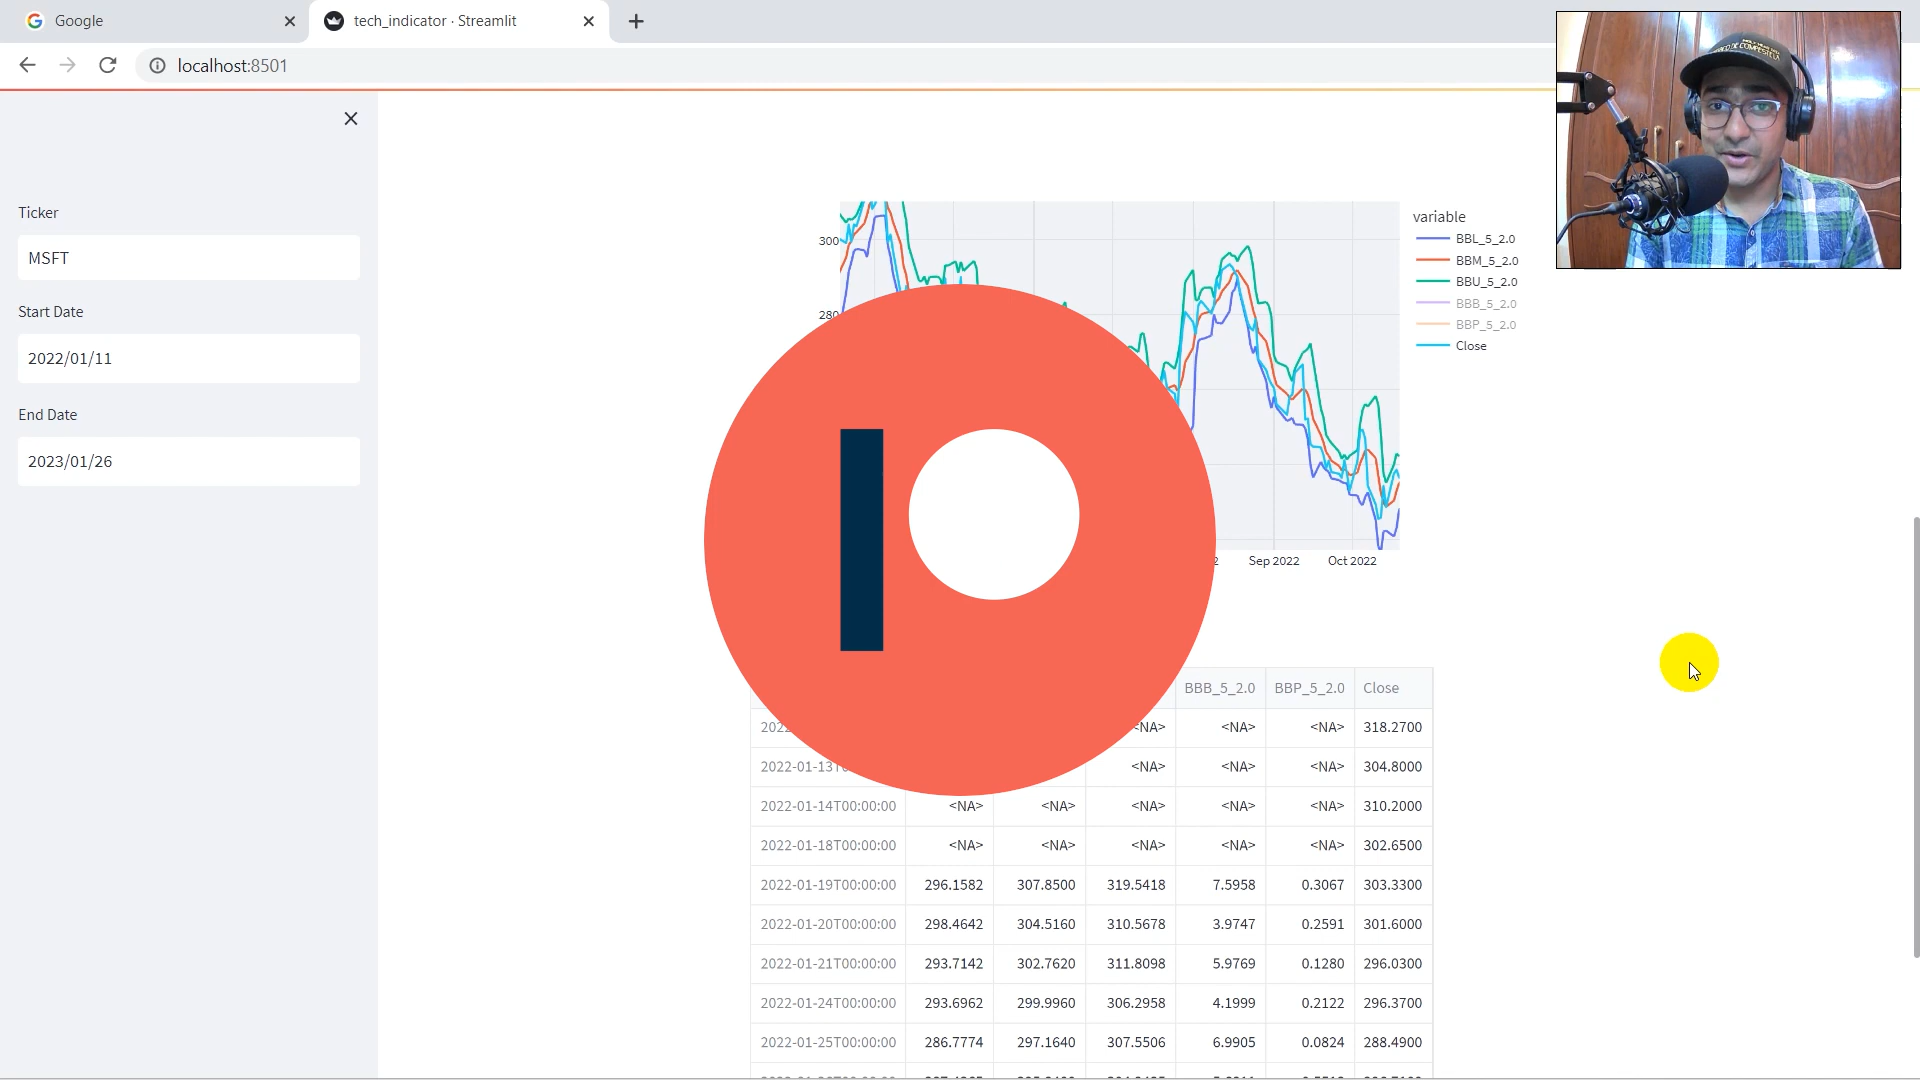 Google
tech_indicator · Streamlit
localhost:8501
Ticker
MSFT
Start Date
2022/01/11
End Date
2023/01/26
300
280
Sep 2022
Oct 2022
variable
BBL_5_2.0
BBM_5_2.0
BBU_5_2.0
BBB_5_2.0
BBP_5_2.0
Close
BBB_5_2.0 BBP_5_2.0 Close
<NA> <NA> <NA> 318.2700
2022-01-13T <NA> <NA> <NA> 304.8000
2022-01-14T00:00:00 <NA> <NA> <NA> <NA> <NA> 310.2000
2022-01-18T00:00:00 <NA> <NA> <NA> <NA> <NA> 302.6500
2022-01-19T00:00:00 296.1582 307.8500 319.5418 7.5958 0.3067 303.3300
2022-01-20T00:00:00 298.4642 304.5160 310.5678 3.9747 0.2591 301.6000
2022-01-21T00:00:00 293.7142 302.7620 311.8098 5.9769 0.1280 296.0300
2022-01-24T00:00:00 293.6962 299.9960 306.2958 4.1999 0.2122 296.3700
2022-01-25T00:00:00 286.7774 297.1640 307.5506 6.9905 0.0824 288.4900